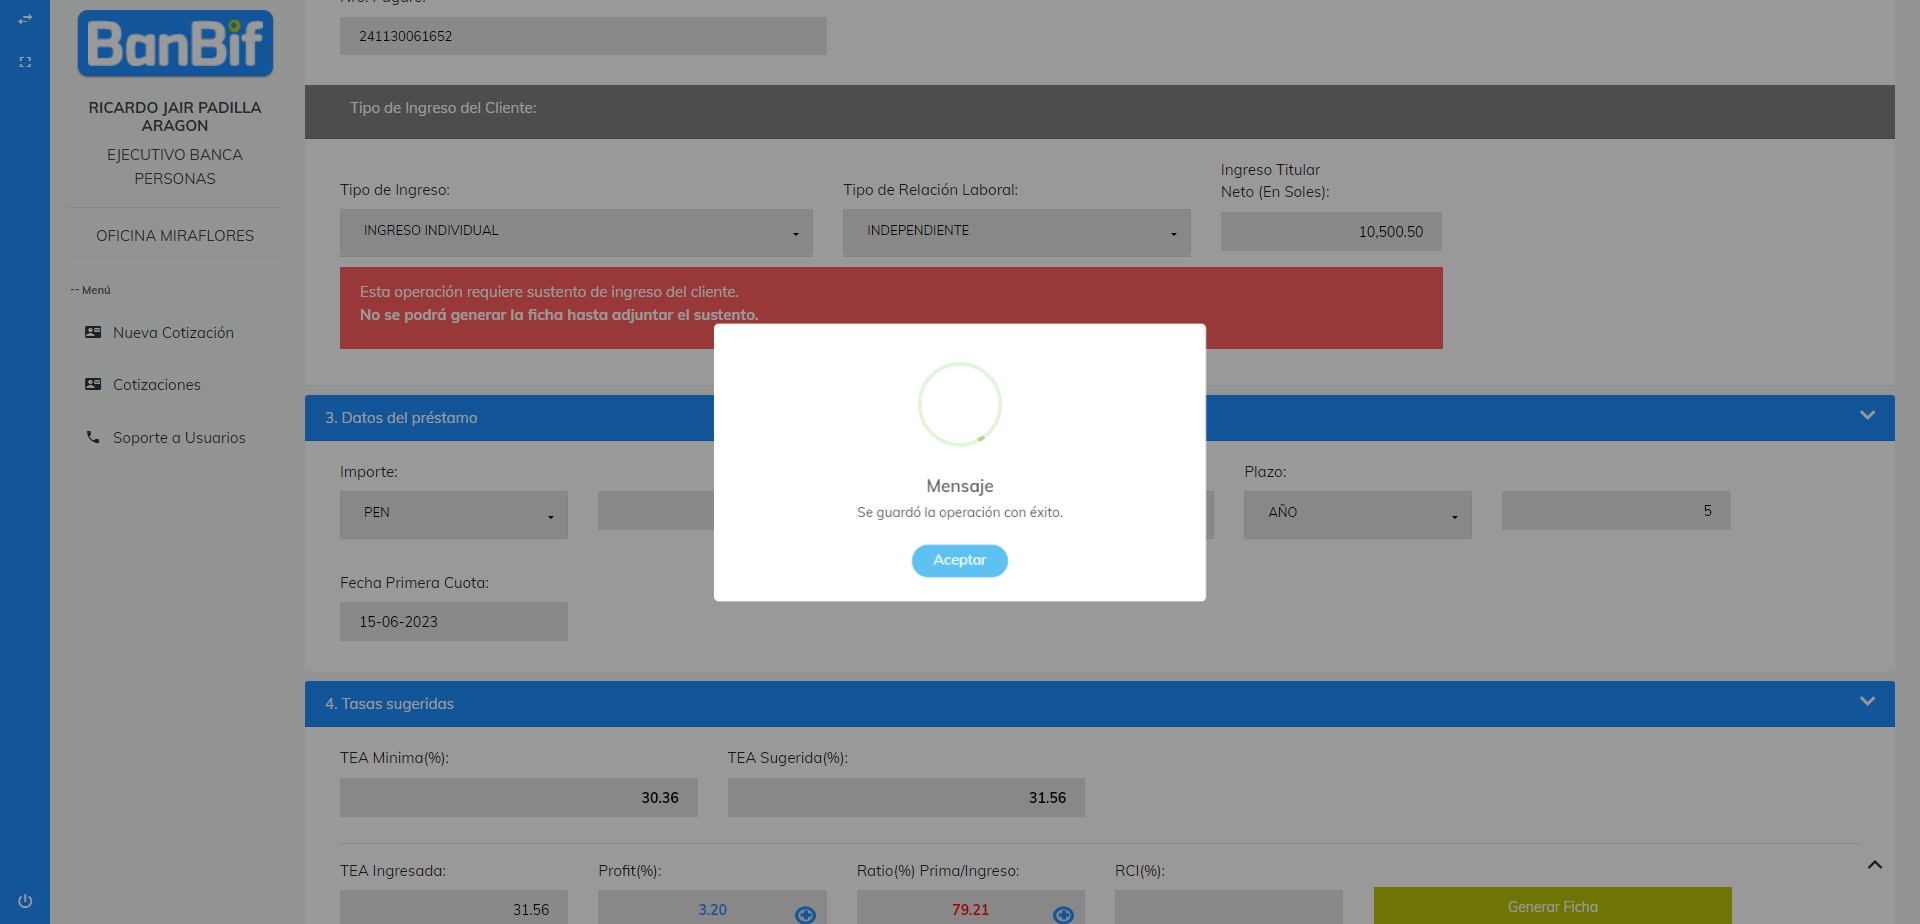 BanBif
RICARDO JAIR PADILLA
ARAGON
EJECUTIVO BANCA
PERSONAS
OFICINA MIRAFLORES
-- Menú
Nueva Cotización
Cotizaciones
Soporte a Usuarios
241130061652
Tipo de Ingreso del Cliente:
Tipo de Ingreso:
INGRESO INDIVIDUAL
Tipo de Relación Laboral:
INDEPENDIENTE
Ingreso Titular
Neto (En Soles):
10,500.50
Esta operación requiere sustento de ingreso del cliente.
No se podrá generar la ficha hasta adjuntar el sustento.
Mensaje
Se guardó la operación con éxito.
Aceptar
3. Datos del préstamo
Importe:
PEN
Plazo:
AÑO
5
Fecha Primera Cuota:
15-06-2023
4. Tasas sugeridas
TEA Minima(%):
30.36
TEA Sugerida(%):
31.56
TEA Ingresada:
31.56
Profit(%):
3.20
Ratio(%) Prima/Ingreso:
79.21
RCI(%):
Generar Ficha